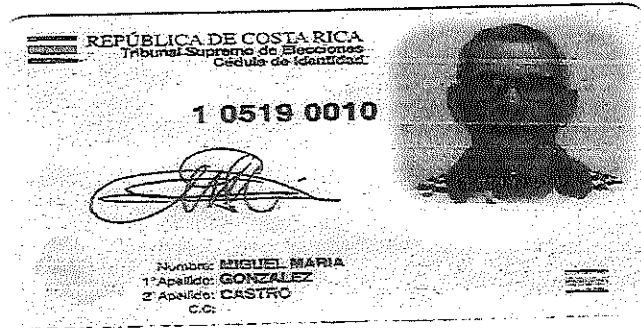 REPÚBLICA DE COSTA RICA
Tribunal Supremo de Elecciones
Cédula de Identidad
1 0519 0010
Nombre: MIGUEL MARIA
1° Apellido: GONZALEZ
2° Apellido: CASTRO
C.C: